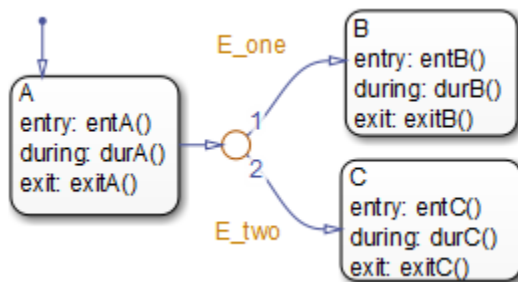 E_one
B
entry: entB()
during: durB()
exit: exitB()
A
entry: entA()
during: durA()
exit: exitA()
1
2
C
entry: entC()
during: durC()
exit: exitC()
E_two